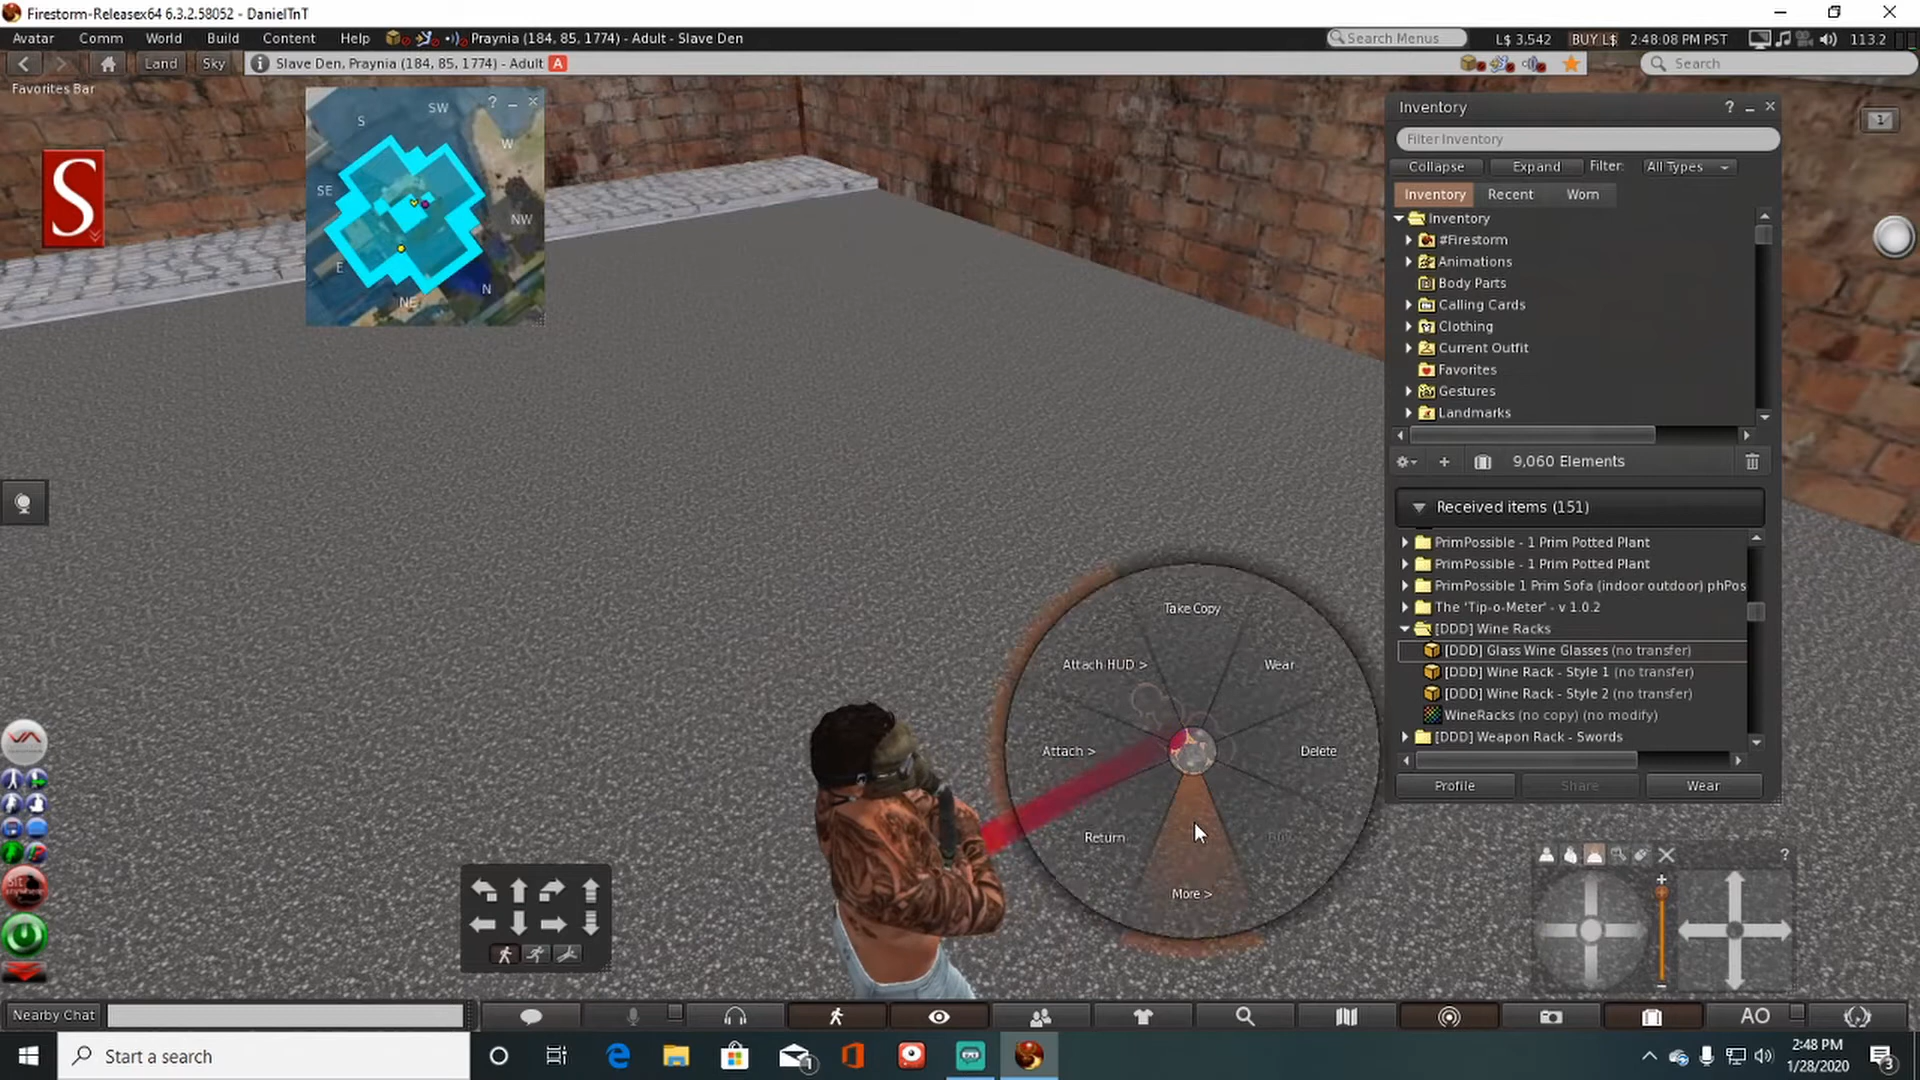 Firestorm-Releasex64 6.3.2.58052 - DanielTnT
Avatar Comm World Build Content Help Praynia (184, 85, 1774) - Adult - Slave Den
Search Menus L$ 3,542 BUY L$ 2:48:08 PM PST 113.2
Land Sky Slave Den, Praynia (184, 85, 1774) - Adult A
Search
Favorites Bar
S
SW
S
W
SE
NW
E
N
NE
Inventory ?
1
Filter Inventory
Collapse Expand Filter: All Types
Inventory Recent Worn
Inventory
#Firestorm
Animations
Body Parts
Calling Cards
Clothing
Current Outfit
Favorites
Gestures
Landmarks
9,060 Elements
Received items (151)
PrimPossible - 1 Prim Potted Plant
PrimPossible - 1 Prim Potted Plant
PrimPossible 1 Prim Sofa (indoor outdoor) phPos
The 'Tip-o-Meter' - v 1.0.2
[DDD] Wine Racks
[DDD] Glass Wine Glasses (no transfer)
[DDD] Wine Rack - Style 1 (no transfer)
[DDD] Wine Rack - Style 2 (no transfer)
WineRacks (no copy) (no modify)
[DDD] Weapon Rack - Swords
Profile Share Wear
Take Copy
Attach HUD > Wear
Attach > Delete
Return
More >
Nearby Chat
AO
Start a search
2:48 PM
1/28/2020
3